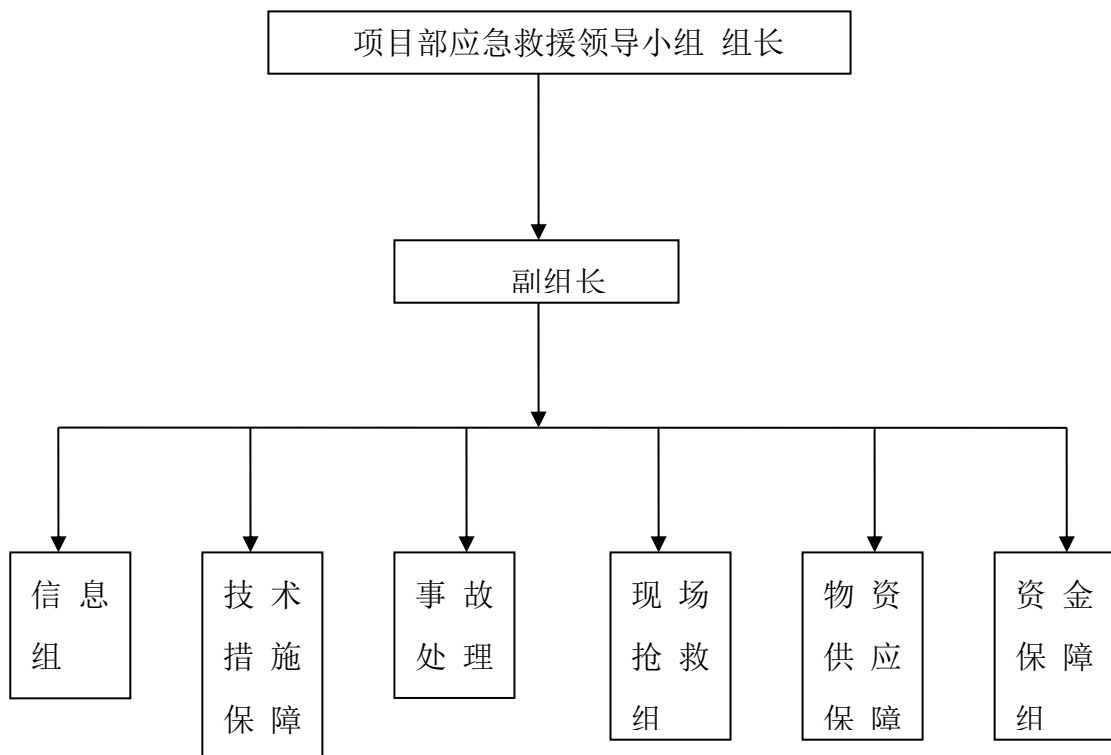 项目部应急救援领导小组 组长
副组长
信息
组
技术
措施
保障
事故
处理
现场
抢救
组
物资
供应
保障
资金
保障
组